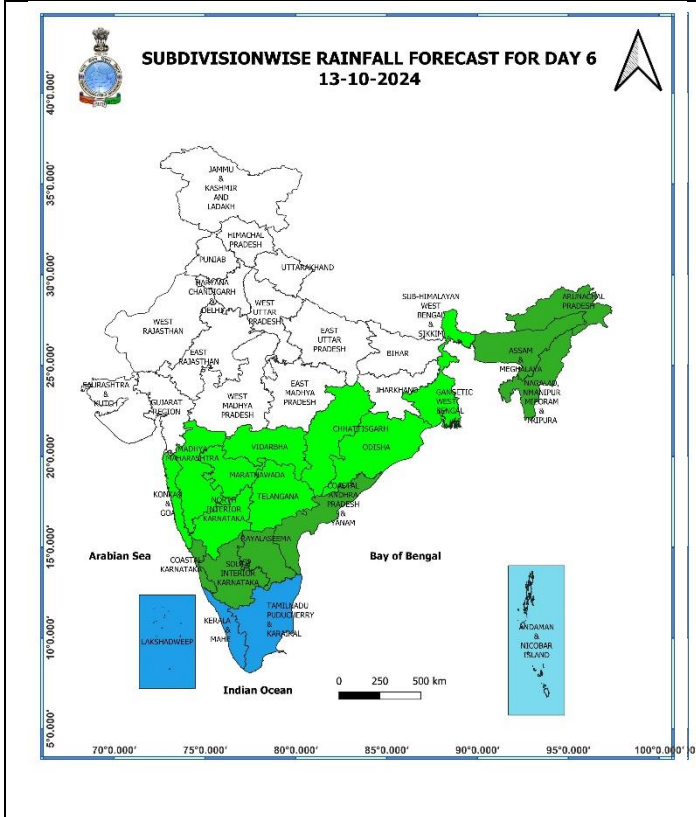 SUBDIVISIONWISE RAINFALL FORECAST FOR DAY 6
13-10-2024
40°0.000'
35°0.000'
30°0.000'
25°0.000'
20°0.000'
15°0.000'
10°0.000'
5°0.000'
JAMMU
&
KASHMIR
AND
LADAKH
HIMACHAL
PRADESH
PUNJAB
UTTARAKHAND
HARYANA
CHANDIGARH
&
DELHI
WEST
UTTAR
PRADESH
WEST
RAJASTHAN
EAST
RAJASTHAN
EAST
UTTAR
PRADESH
BIHAR
SUB-HIMALAYAN
WEST
BENGAL
&
SIKKIM
ARUNACHAL
PRADESH
ASSAM
&
MEGHALAYA
NAGALAND
MANIPUR
MIZORAM
&
TRIPURA
SAURASHTRA
&
KUTCH
GUJARAT
REGION
WEST
MADHYA
PRADESH
EAST
MADHYA
PRADESH
JHARKHAND
GANGETIC
WEST
BENGAL
CHHATTISGARH
ODISHA
MADHYA
MAHARASHTRA
VIDARBHA
MARATHAWADA
KONKAN
&
GOA
NORTH
INTERIOR
KARNATAKA
TELANGANA
COASTAL
ANDHRA
PRADESH
&
YANAM
RAYALASEEMA
Arabian Sea
Bay of Bengal
COASTAL
KARNATAKA
SOUTH
INTERIOR
KARNATAKA
LAKSHADWEEP
KERALA
&
MAHE
TAMILNADU
PUDUCHERRY
&
KARAIKAL
ANDAMAN
&
NICOBAR
ISLAND
Indian Ocean
0 250 500 km
70°0.000' 75°0.000' 80°0.000' 85°0.000' 90°0.000' 95°0.000' 100°0.000'